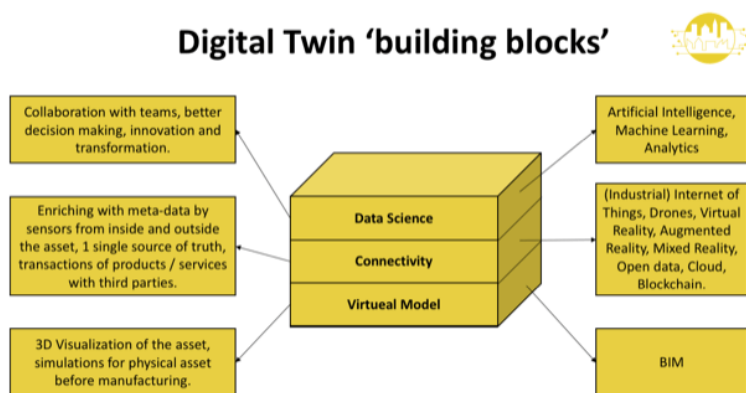 Digital Twin ‘building blocks’
Collaboration with teams, better
decision making, innovation and
transformation.
Enriching with meta-data by
sensors from inside and outside
the asset, 1 single source of truth,
transactions of products / services
with third parties.
3D Visualization of the asset,
simulations for physical asset
before manufacturing.
Data Science
Connectivity
Virtueal Model
Artificial Intelligence,
Machine Learning,
Analytics
(Industrial) Internet of
Things, Drones, Virtual
Reality, Augmented
Reality, Mixed Reality,
Open data, Cloud,
Blockchain.
BIM